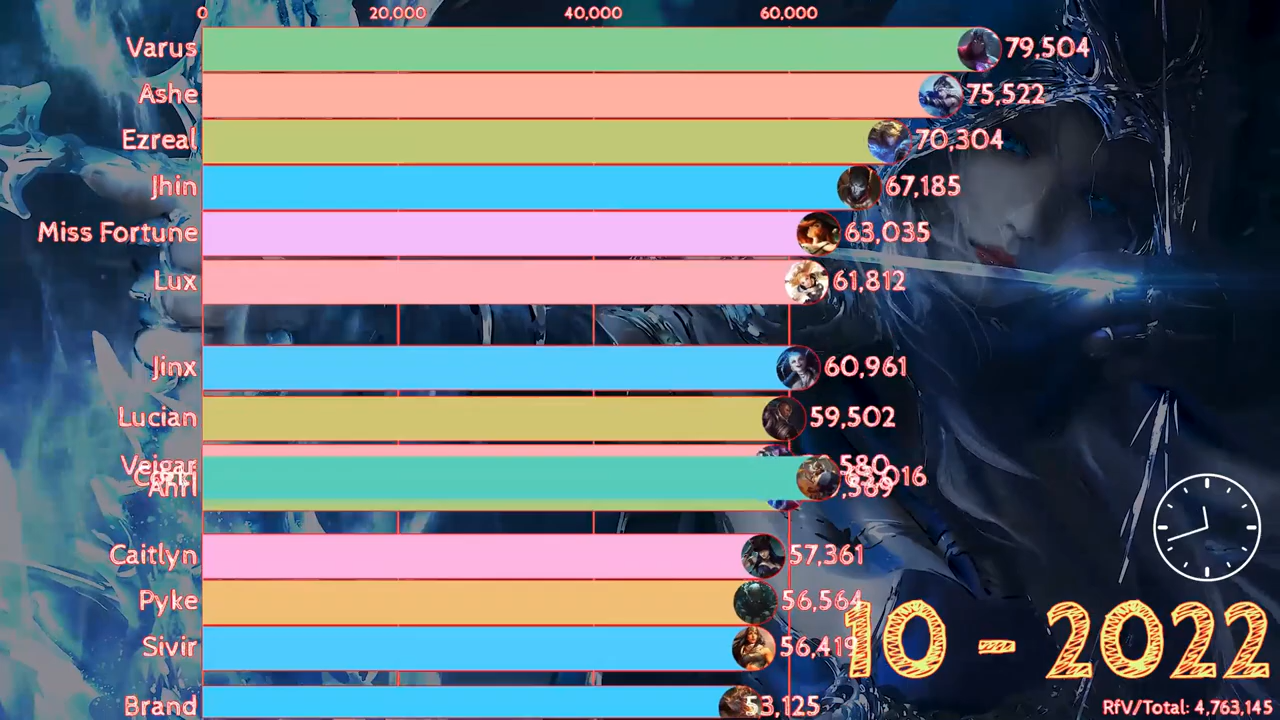 0 20,000 40,000 60,000
Varus 79,504
Ashe 75,522
Ezreal 70,304
Jhin 67,185
Miss Fortune 63,035
Lux 61,812
Jinx 60,961
Lucian 59,502
Veigar
Ahri
Caitlyn 57,361
Pyke 56,564
Sivir 56,419
Brand 53,125
10 - 2022
RfV/Total: 4,763,145